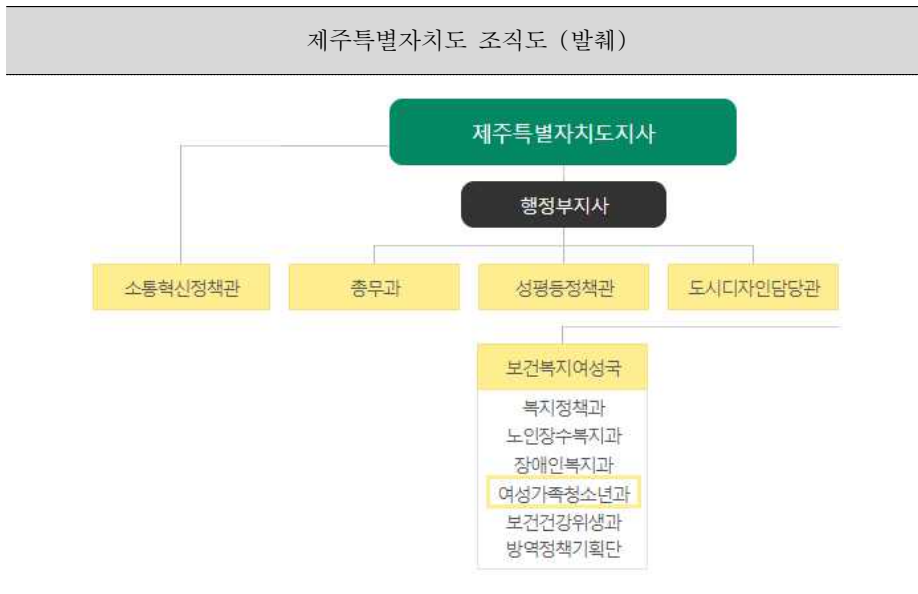 제주특별자치도 조직도 (발췌)
제주특별자치도지사
행정부지사
소통혁신정책관
총무과
성평등정책관
도시디자인담당관
보건복지여성국
복지정책과
노인장수복지과
장애인복지과
여성가족청소년과
보건건강위생과
방역정책기획단